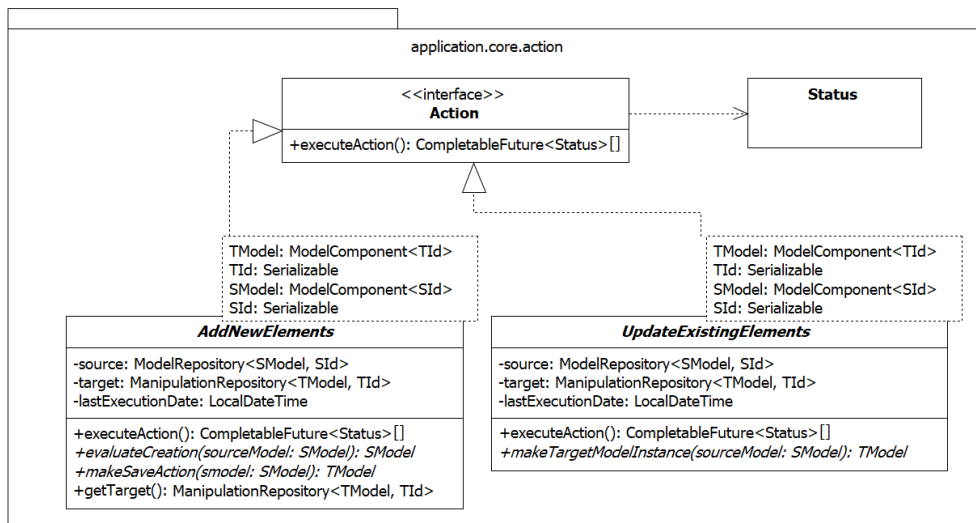 application.core.action
<<interface>>
Action
+executeAction(): CompletableFuture<Status>[]
Status
TModel: ModelComponent<TId>
TId: Serializable
SModel: ModelComponent<SId>
SId: Serializable
AddNewElements
-source: ModelRepository<SModel, SId>
-target: ManipulationRepository<TModel, TId>
-lastExecutionDate: LocalDateTime
+executeAction(): CompletableFuture<Status>[]
+evaluateCreation(sourceModel: SModel): SModel
+makeSaveAction(smodel: SModel): TModel
+getTarget(): ManipulationRepository<TModel, TId>
TModel: ModelComponent<TId>
TId: Serializable
SModel: ModelComponent<SId>
SId: Serializable
UpdateExistingElements
-source: ModelRepository<SModel, SId>
-target: ManipulationRepository<TModel, TId>
-lastExecutionDate: LocalDateTime
+executeAction(): CompletableFuture<Status>[]
+makeTargetModelInstance(sourceModel: SModel): TModel